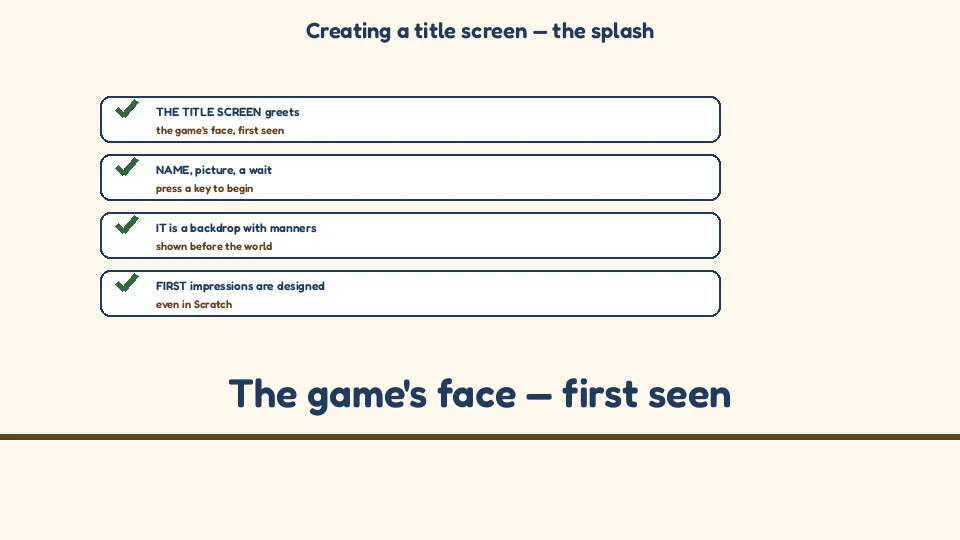 Creating a title screen — the splash
THE TITLE SCREEN greets
the game's face, first seen
NAME, picture, a wait
press a key to begin
IT is a backdrop with manners
shown before the world
FIRST impressions are designed
even in Scratch
The game's face — first seen